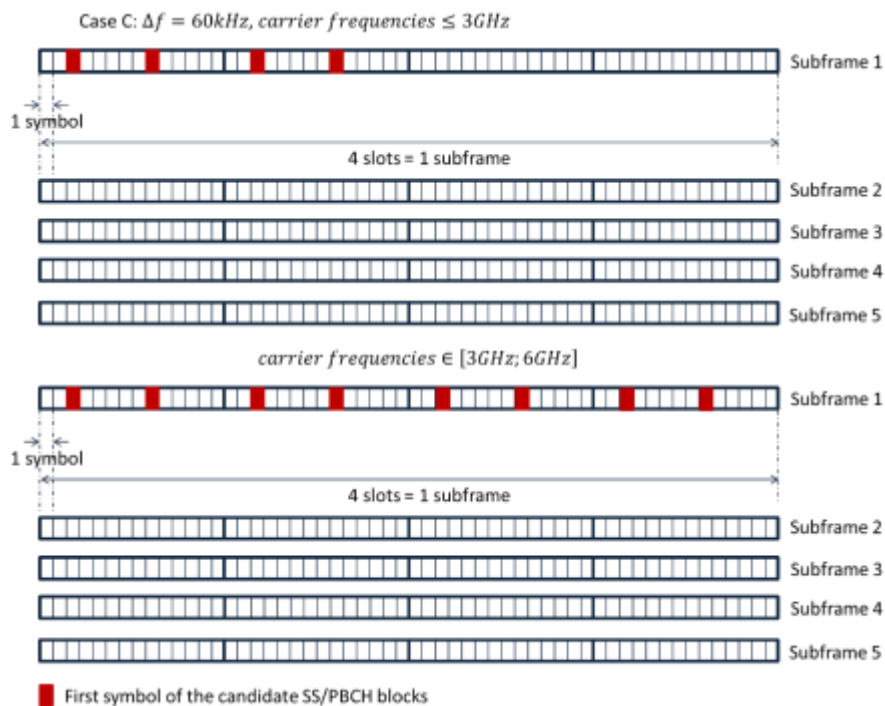 Case C: Δf = 60kHz, carrier frequencies ≤ 3GHz
Subframe 1
1 symbol
4 slots = 1 subframe
Subframe 2
Subframe 3
Subframe 4
Subframe 5
carrier frequencies ∈ [3GHz; 6GHz]
Subframe 1
1 symbol
4 slots = 1 subframe
Subframe 2
Subframe 3
Subframe 4
Subframe 5
First symbol of the candidate SS/PBCH blocks